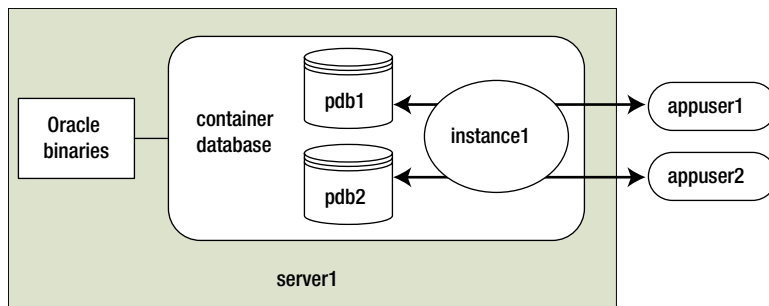 Oracle
binaries
container
database
pdb1
pdb2
instance1
appuser1
appuser2
server1